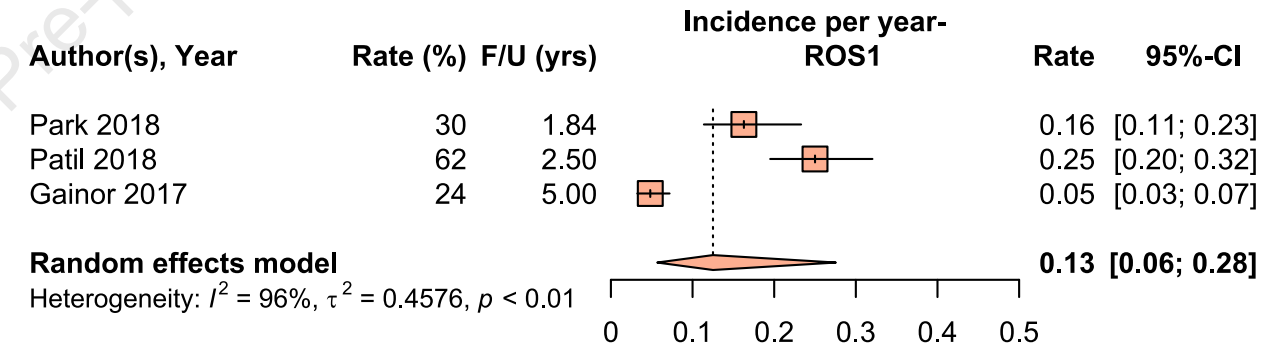 Pre-
Incidence per year-
Author(s), Year Rate (%) F/U (yrs) ROS1 Rate 95%-CI
Park 2018 30 1.84 0.16 [0.11; 0.23]
Patil 2018 62 2.50 0.25 [0.20; 0.32]
Gainor 2017 24 5.00 0.05 [0.03; 0.07]
Random effects model 0.13 [0.06; 0.28]
Heterogeneity: I² = 96%, τ² = 0.4576, p < 0.01
0 0.1 0.2 0.3 0.4 0.5